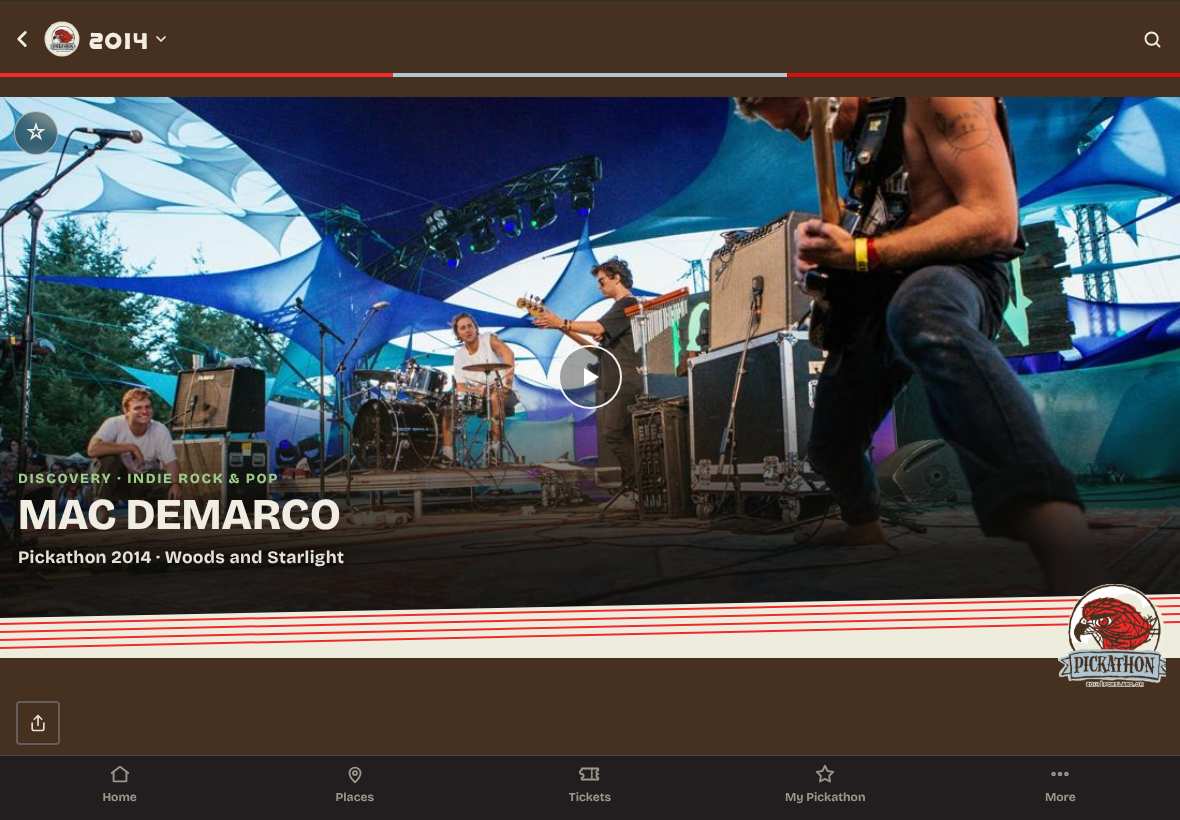 2014
DISCOVERY · INDIE ROCK & POP
MAC DEMARCO
Pickathon 2014 · Woods and Starlight
PICKATHON
Home
Places
Tickets
My Pickathon
More